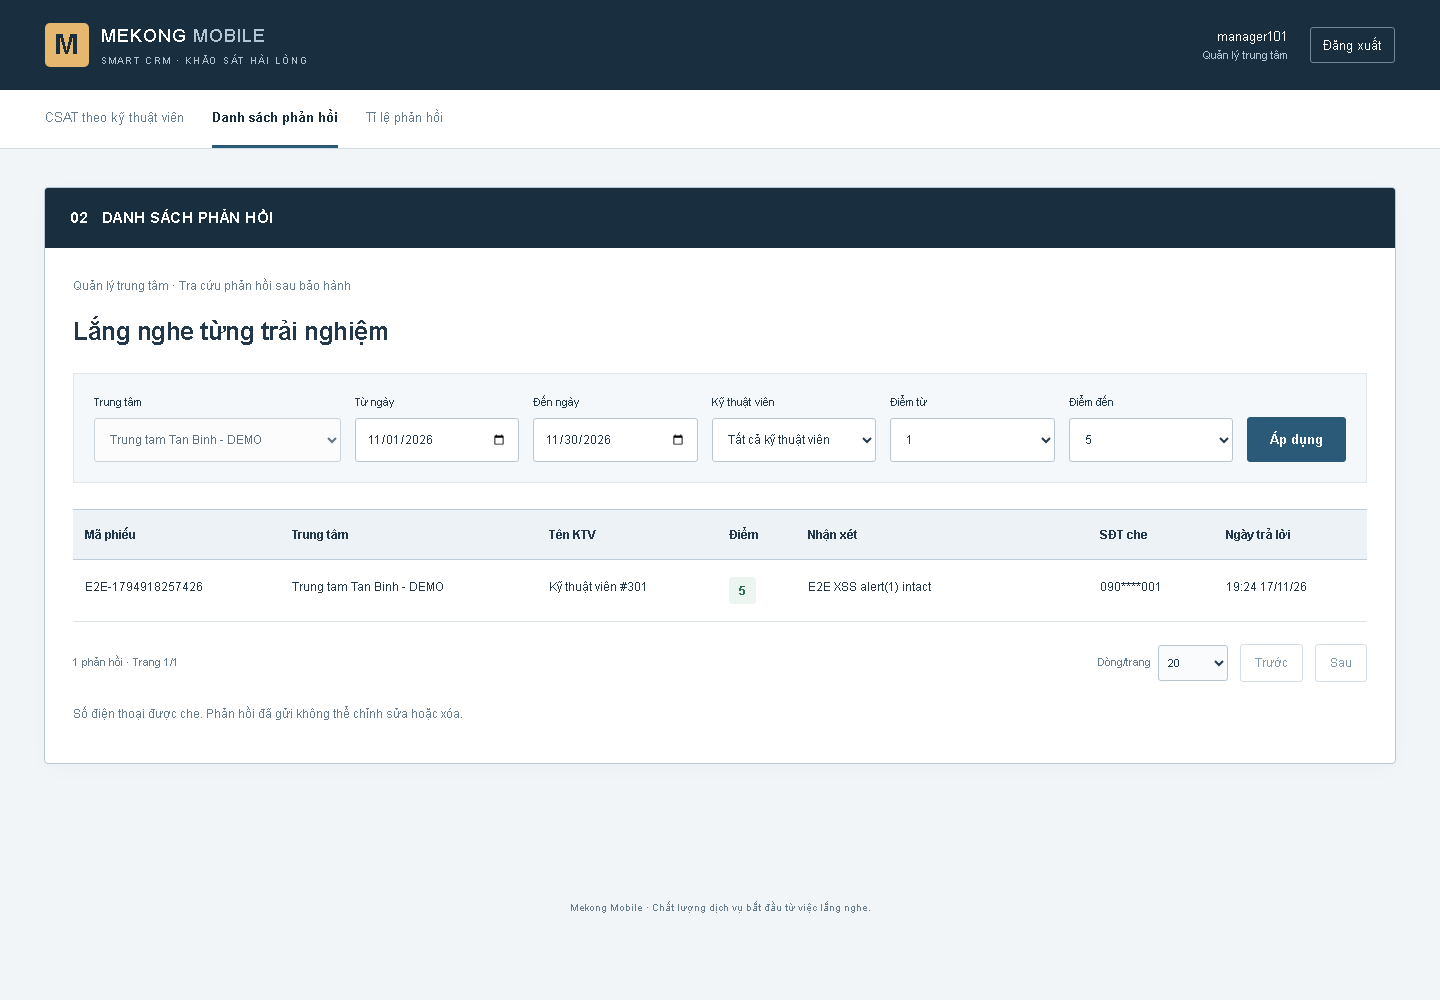 M
MEKONG MOBILE
SMART CRM · KHẢO SÁT HÀI LÒNG
manager101
Quản lý trung tâm
Đăng xuất
CSAT theo kỹ thuật viên
Danh sách phản hồi
Tỉ lệ phản hồi
02 DANH SÁCH PHẢN HỒI
Quản lý trung tâm · Tra cứu phản hồi sau bảo hành
Lắng nghe từng trải nghiệm
Trung tâm Từ ngày Đến ngày Kỹ thuật viên Điểm từ Điểm đến
Trung tam Tan Binh - DEMO 11/01/2026 11/30/2026 Tất cả kỹ thuật viên 1 5 Áp dụng
Mã phiếu Trung tâm Tên KTV Điểm Nhận xét SĐT che Ngày trả lời
E2E-1794918257426 Trung tam Tan Binh - DEMO Kỹ thuật viên #301 5 E2E XSS alert(1) intact 090****001 19:24 17/11/26
1 phản hồi · Trang 1/1 Dòng/trang 20 Trước Sau
Số điện thoại được che. Phản hồi đã gửi không thể chỉnh sửa hoặc xóa.
Mekong Mobile · Chất lượng dịch vụ bắt đầu từ việc lắng nghe.